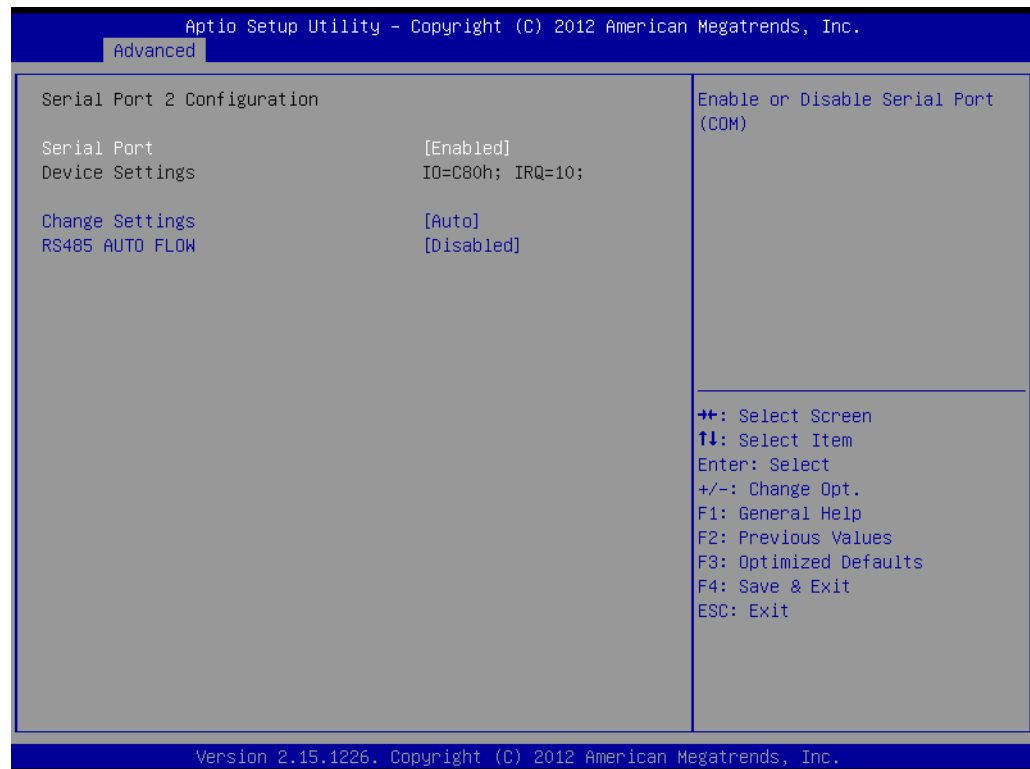 Aptio Setup Utility – Copyright (C) 2012 American Megatrends, Inc.
Advanced
Serial Port 2 Configuration
Serial Port [Enabled]
Device Settings IO=C80h; IRQ=10;
Change Settings [Auto]
RS485 AUTO FLOW [Disabled]
Enable or Disable Serial Port
(COM)
→←: Select Screen
↑↓: Select Item
Enter: Select
+/-: Change Opt.
F1: General Help
F2: Previous Values
F3: Optimized Defaults
F4: Save & Exit
ESC: Exit
Version 2.15.1226. Copyright (C) 2012 American Megatrends, Inc.